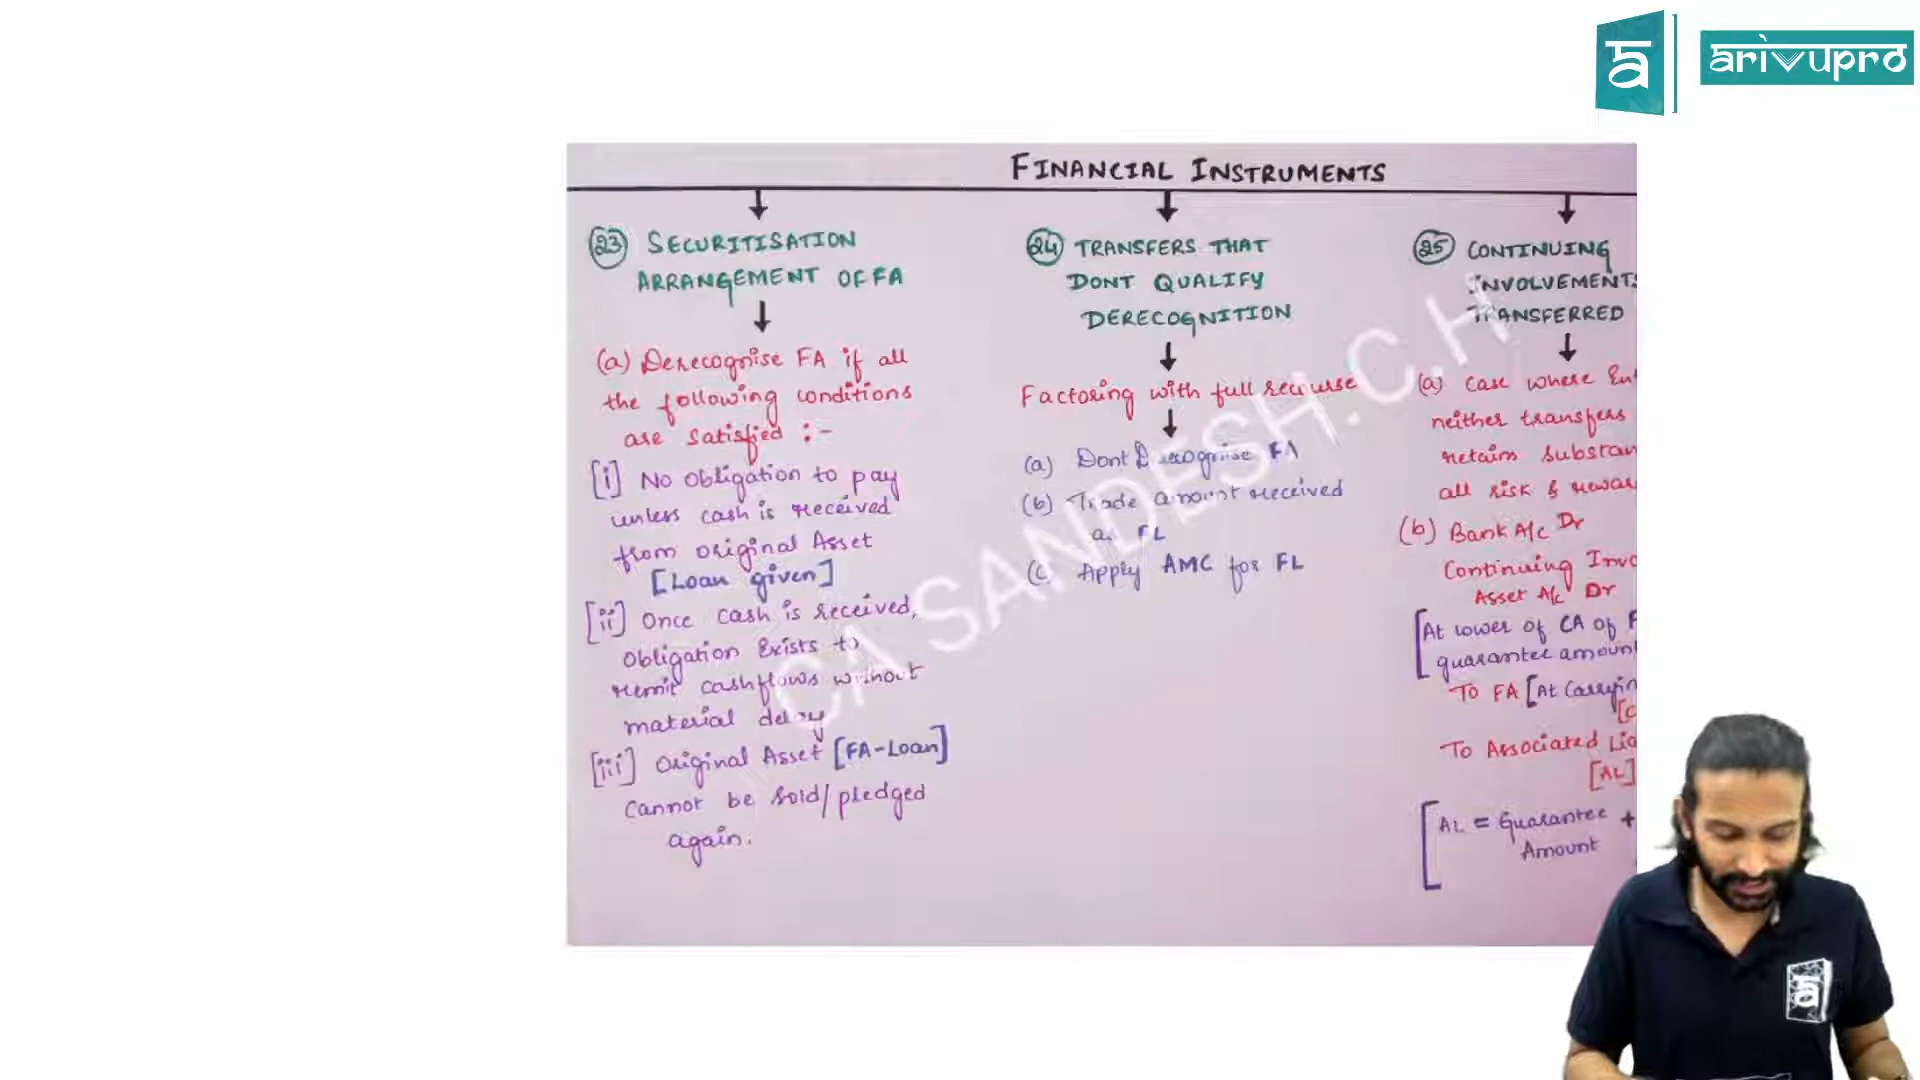 ā
arivupro
FINANCIAL INSTRUMENTS
23 SECURITISATION
ARRANGEMENT OF FA
(a) Derecognise FA if all
the following conditions
are satisfied :-
[i] No obligation to pay
unless cash is received
from original Asset
[Loan given]
[ii] Once cash is received,
obligation Exists to
remit cashflows without
material delay
[iii] Original Asset [FA-Loan]
Cannot be sold/pledged
again.
24 TRANSFERS THAT
DONT QUALIFY
DERECOGNITION
Factoring with full recourse
(a) Dont Derecognise FA
(b) Trade amount received
as FL
(c) Apply AMC for FL
25 CONTINUING
INVOLVEMENTS
TRANSFERRED
(a) Case where
neither transfers
retains
all risk &
(b) Bank A/c Dr
Continuing
Asset A/c Dr
[At lower of CA of
guarantee amount
To FA [At
To Associated
[AL]
[AL = Guarantee +
Amount
CA SANDESH.C.H
ā